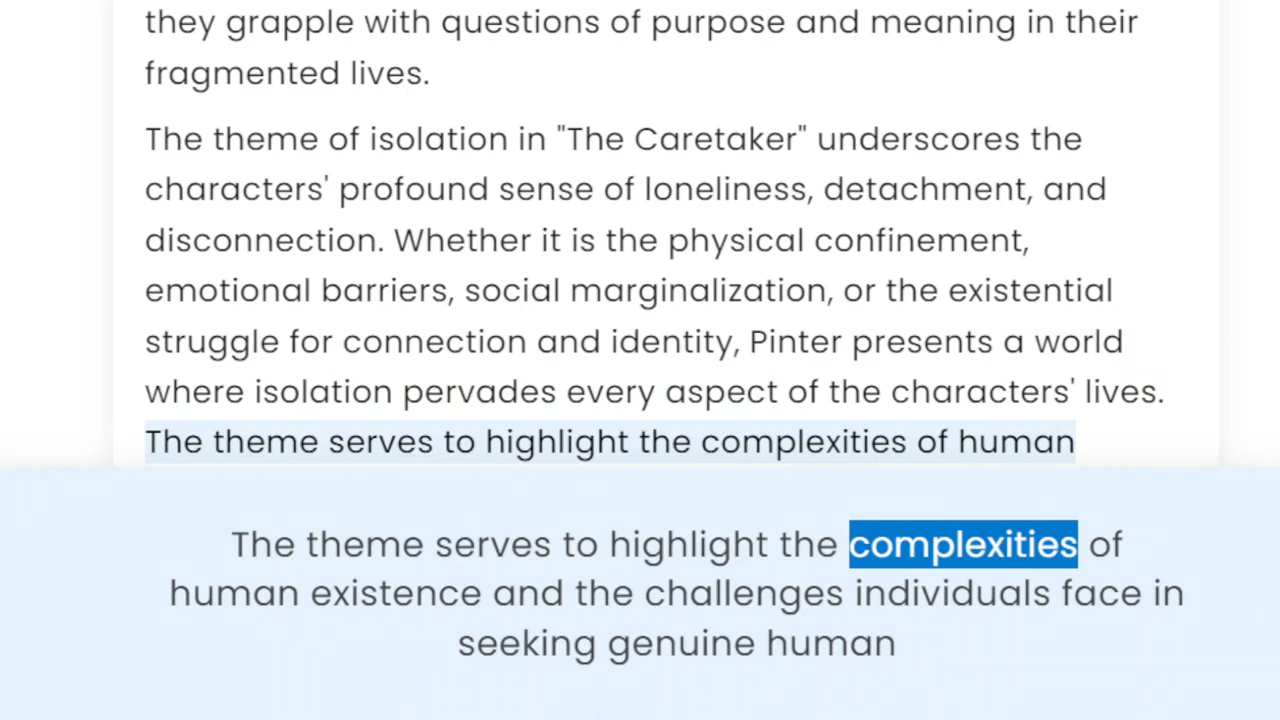 they grapple with questions of purpose and meaning in their
fragmented lives.
The theme of isolation in "The Caretaker" underscores the
characters' profound sense of loneliness, detachment, and
disconnection. Whether it is the physical confinement,
emotional barriers, social marginalization, or the existential
struggle for connection and identity, Pinter presents a world
where isolation pervades every aspect of the characters' lives.
The theme serves to highlight the complexities of human
The theme serves to highlight the complexities of
human existence and the challenges individuals face in
seeking genuine human